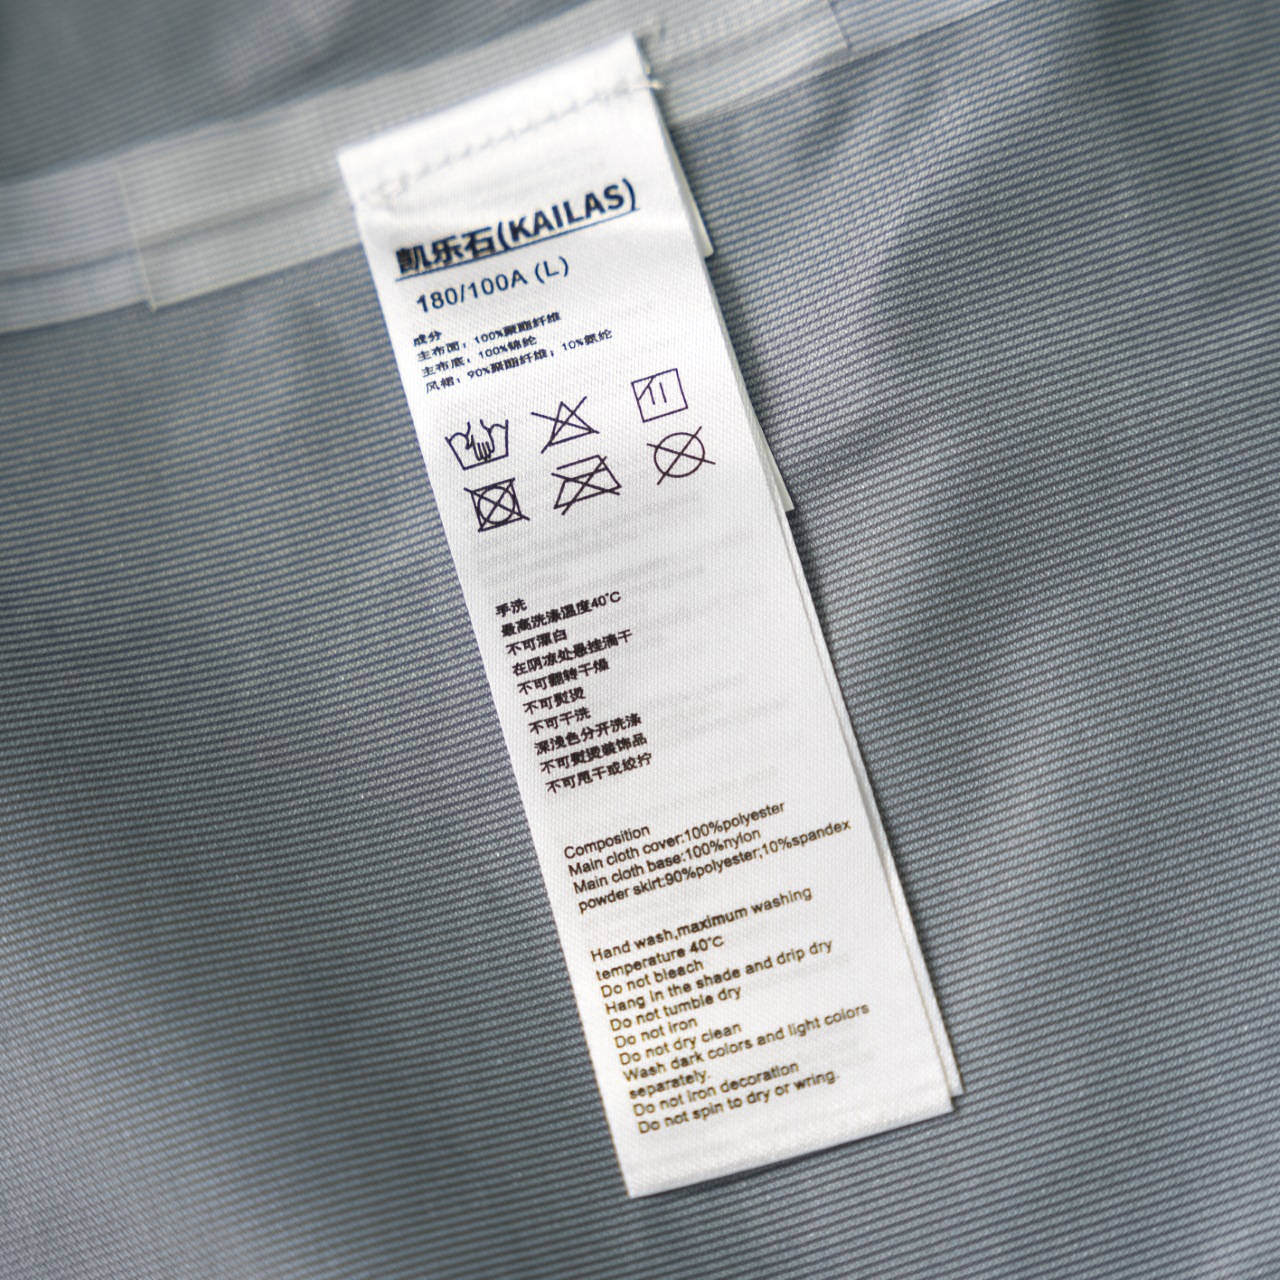 凯乐石(KAILAS)
180/100A (L)
成分
主布面：100%聚酯纤维
主布底：100%锦纶
风裙：90%聚酯纤维；10%氨纶
手洗
最高洗涤温度40°C
不可漂白
在阴凉处悬挂滴干
不可翻转干燥
不可熨烫
不可干洗
深浅色分开洗涤
不可熨烫装饰品
不可甩干或绞拧
Composition
Main cloth cover:100%polyester
Main cloth base:100%nylon
powder skirt:90%polyester;10%spandex
Hand wash,maximum washing
temperature 40°C
Do not bleach
Hang in the shade and drip dry
Do not tumble dry
Do not iron
Do not dry clean
Wash dark colors and light colors
separately.
Do not iron decoration
Do not spin to dry or wring.